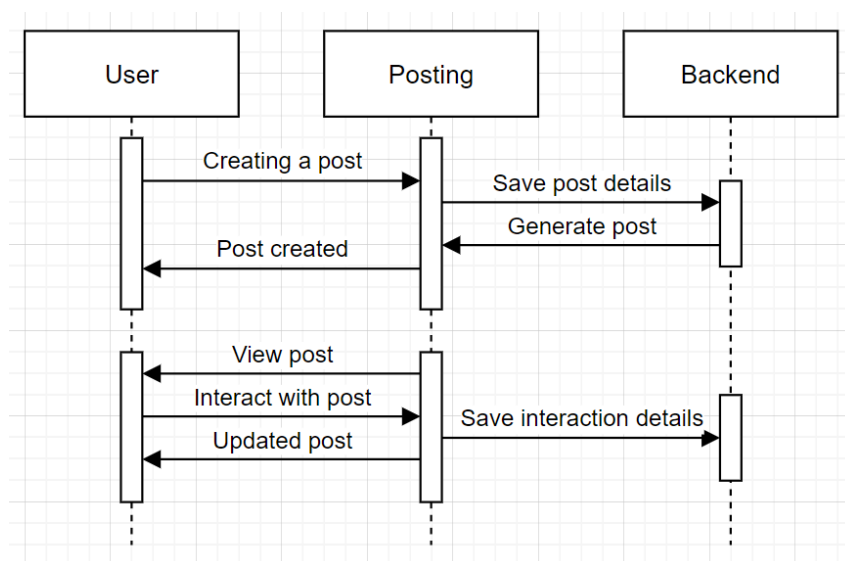 User
Posting
Backend
Creating a post
Save post details
Generate post
Post created
View post
Interact with post
Save interaction details
Updated post